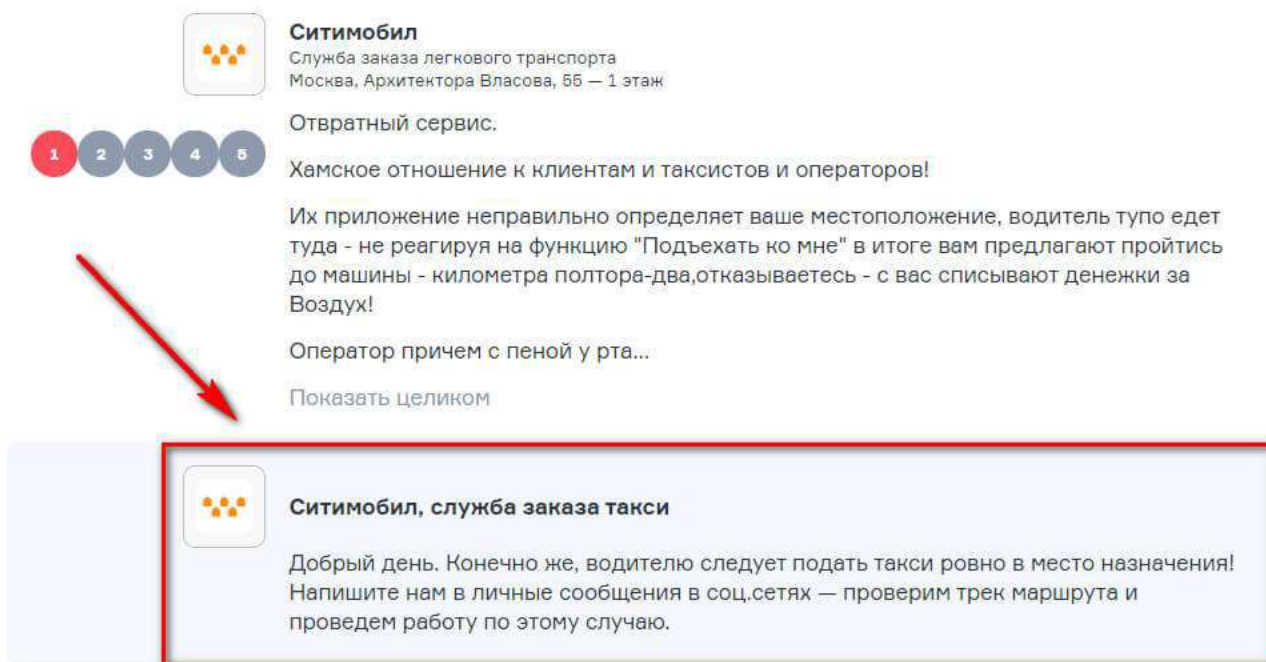 Ситимобил
Служба заказа легкового транспорта
Москва, Архитектора Власова, 55 — 1 этаж
1 2 3 4 5
Отвратный сервис.
Хамское отношение к клиентам и таксистов и операторов!
Их приложение неправильно определяет ваше местоположение, водитель тупо едет
туда - не реагируя на функцию "Подъехать ко мне" в итоге вам предлагают пройтись
до машины - километра полтора-два,отказываетесь - с вас списывают денежки за
Воздух!
Оператор причем с пеной у рта...
Показать целиком
Ситимобил, служба заказа такси
Добрый день. Конечно же, водителю следует подать такси ровно в место назначения!
Напишите нам в личные сообщения в соц.сетях — проверим трек маршрута и
проведем работу по этому случаю.